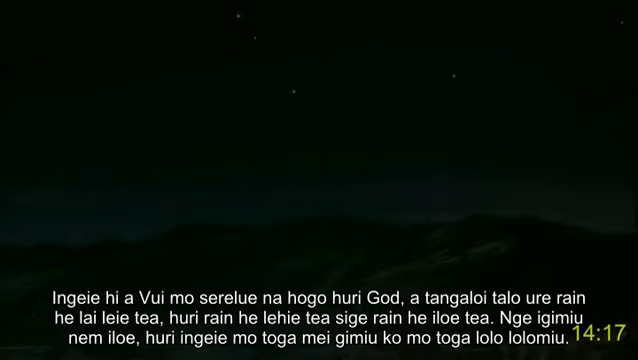 Ingeie hi a Vui mo serelue na hogo huri God, a tangaloi talo ure rain
he lai leie tea, huri rain he lehie tea sige rain he iloe tea. Nge igimiu
nem iloe, huri ingeie mo toga mei gimiu ko mo toga lolo lolomiu.
14:17